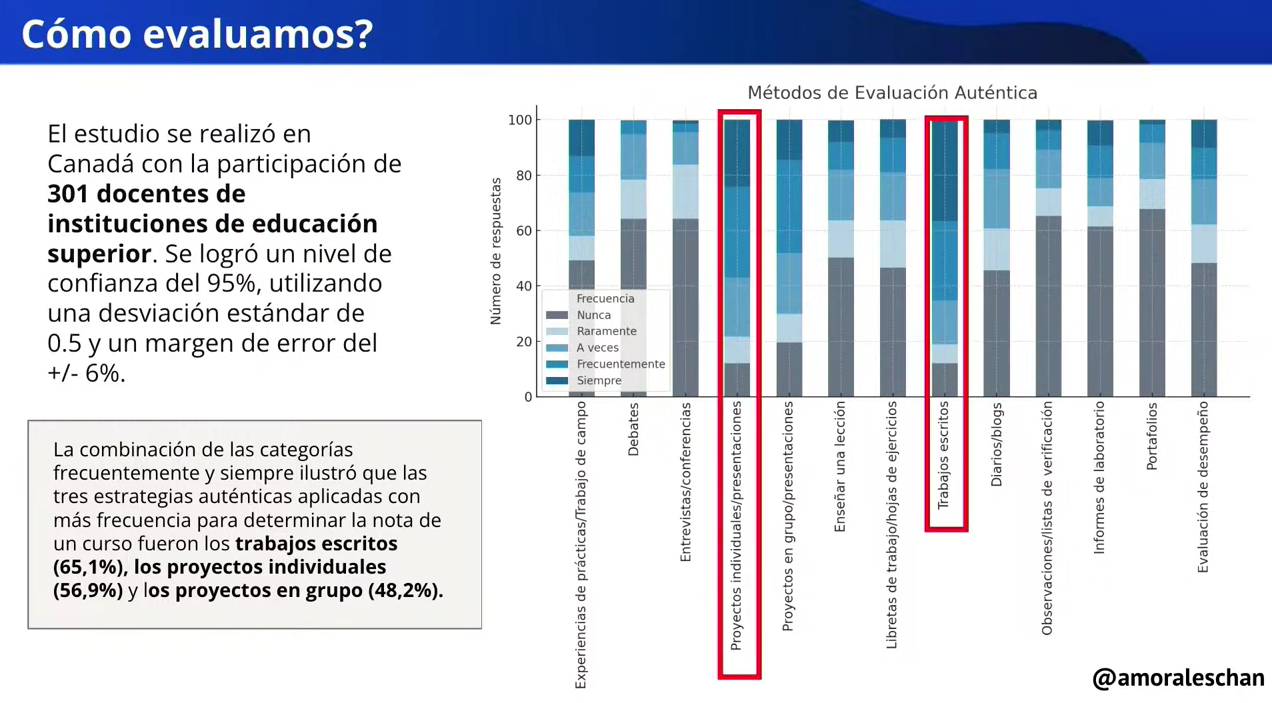 Cómo evaluamos?
El estudio se realizó en
Canadá con la participación de
301 docentes de
instituciones de educación
superior. Se logró un nivel de
confianza del 95%, utilizando
una desviación estándar de
0.5 y un margen de error del
+/- 6%.
La combinación de las categorías
frecuentemente y siempre ilustró que las
tres estrategias auténticas aplicadas con
más frecuencia para determinar la nota de
un curso fueron los trabajos escritos
(65,1%), los proyectos individuales
(56,9%) y los proyectos en grupo (48,2%).
Métodos de Evaluación Auténtica
Número de respuestas
100
80
60
40
20
0
Frecuencia
Nunca
Raramente
A veces
Frecuentemente
Siempre
Experiencias de prácticas/Trabajo de campo
Debates
Entrevistas/conferencias
Proyectos individuales/presentaciones
Proyectos en grupo/presentaciones
Enseñar una lección
Libretas de trabajo/hojas de ejercicios
Trabajos escritos
Diarios/blogs
Observaciones/listas de verificación
Informes de laboratorio
Portafolios
Evaluación de desempeño
@amoraleschan